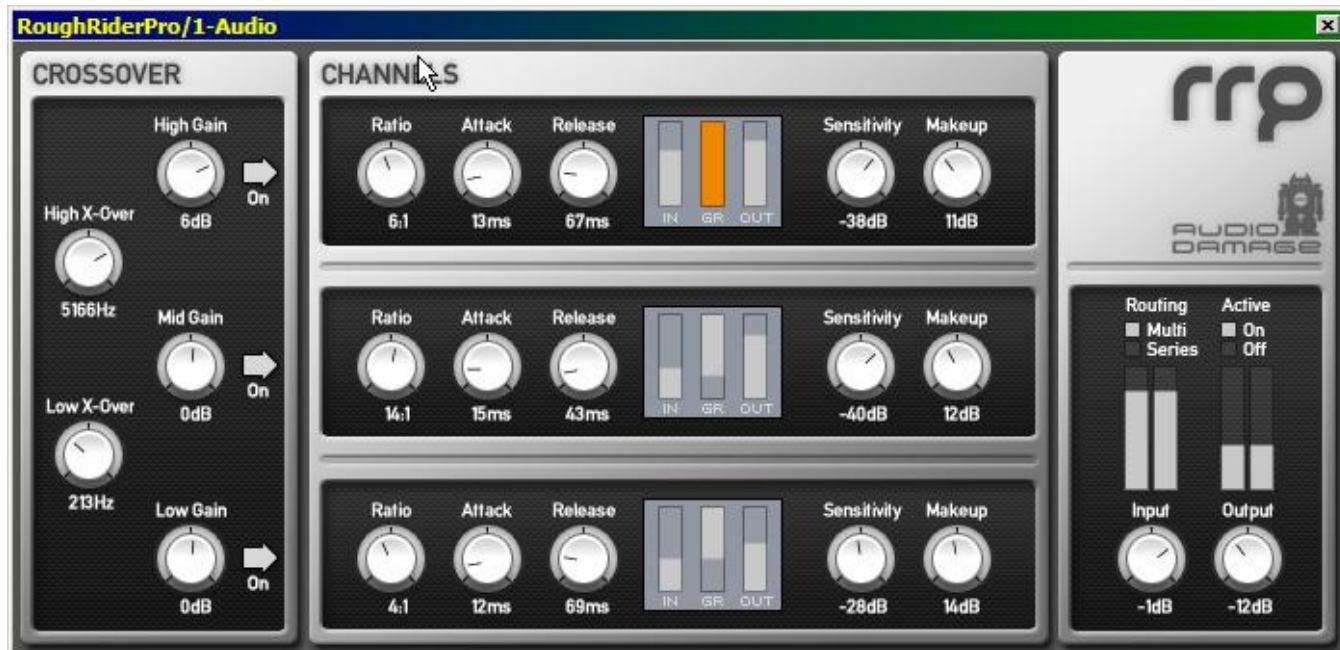 RoughRiderPro/1-Audio
CROSSOVER
High Gain
6dB
On
High X-Over
5166Hz
Mid Gain
0dB
On
Low X-Over
213Hz
Low Gain
0dB
On
CHANNELS
Ratio Attack Release Sensitivity Makeup
6:1 13ms 67ms IN GR OUT -38dB 11dB
Ratio Attack Release Sensitivity Makeup
14:1 15ms 43ms IN GR OUT -40dB 12dB
Ratio Attack Release Sensitivity Makeup
4:1 12ms 69ms IN GR OUT -28dB 14dB
rrp
AUDIO
DAMAGE
Routing Active
Multi On
Series Off
Input Output
-1dB -12dB